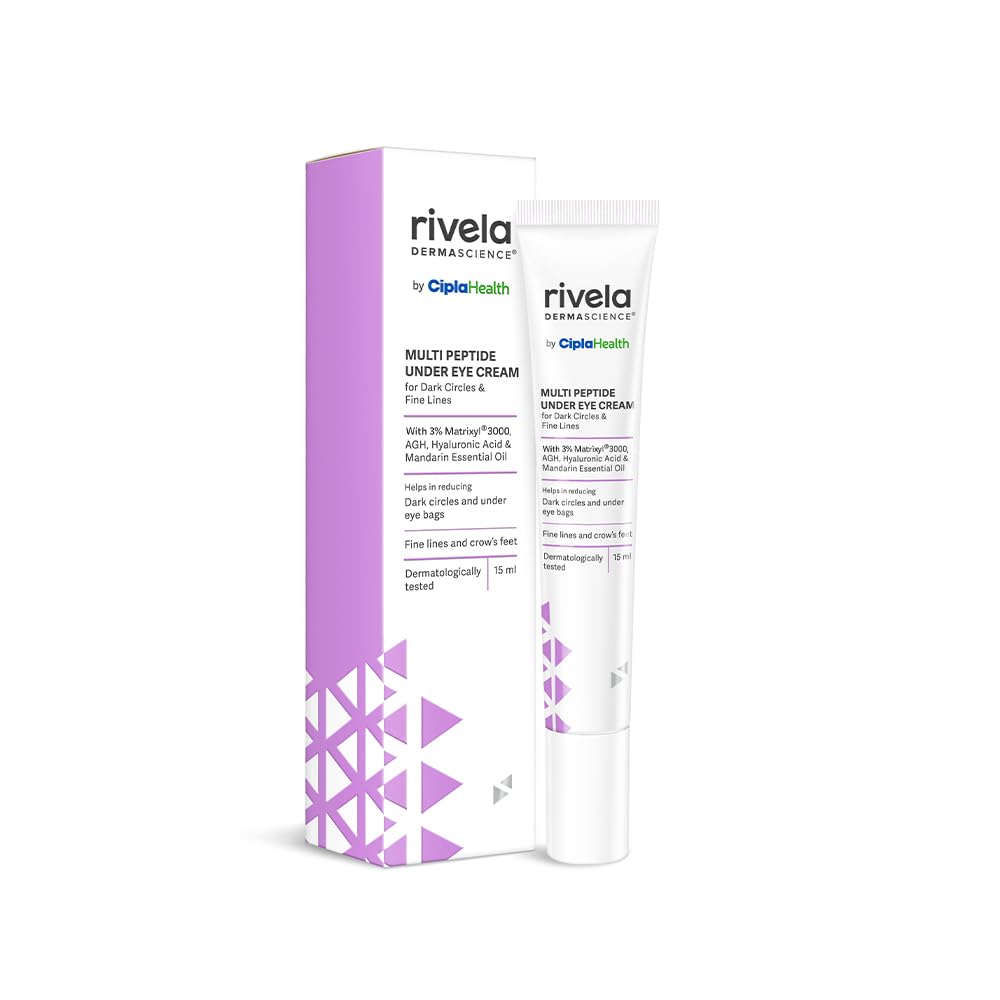 rivela
DERMASCIENCE®
by CiplaHealth
MULTI PEPTIDE
UNDER EYE CREAM
for Dark Circles &
Fine Lines
With 3% Matrixyl®3000,
AGH, Hyaluronic Acid &
Mandarin Essential Oil
Helps in reducing
Dark circles and under
eye bags
Fine lines and crow's feet
Dermatologically
tested
15 ml
rivela
DERMASCIENCE®
by CiplaHealth
MULTI PEPTIDE
UNDER EYE CREAM
for Dark Circles &
Fine Lines
With 3% Matrixyl®3000,
AGH, Hyaluronic Acid &
Mandarin Essential Oil
Helps in reducing
Dark circles and under
eye bags
Fine lines and crow's feet
Dermatologically
tested
15 ml